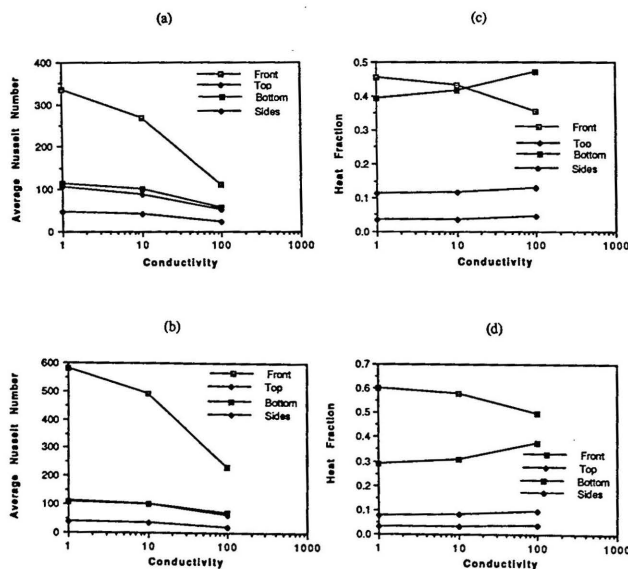 (a)
400
300
200
100
0
1
10
100
1000
Average Nusselt Number
Conductivity
Front
Top
Bottom
Sides
(c)
0.5
0.4
0.3
0.2
0.1
0.0
1
10
100
1000
Heat Fraction
Conductivity
Front
Too
Bottom
Sides
(b)
600
500
400
300
200
100
0
1
10
100
1000
Average Nusselt Number
Conductivity
Front
Top
Bottom
Sides
(d)
0.7
0.6
0.5
0.4
0.3
0.2
0.1
0.0
1
10
100
1000
Heat Fraction
Conductivity
Front
Top
Bottom
Sides